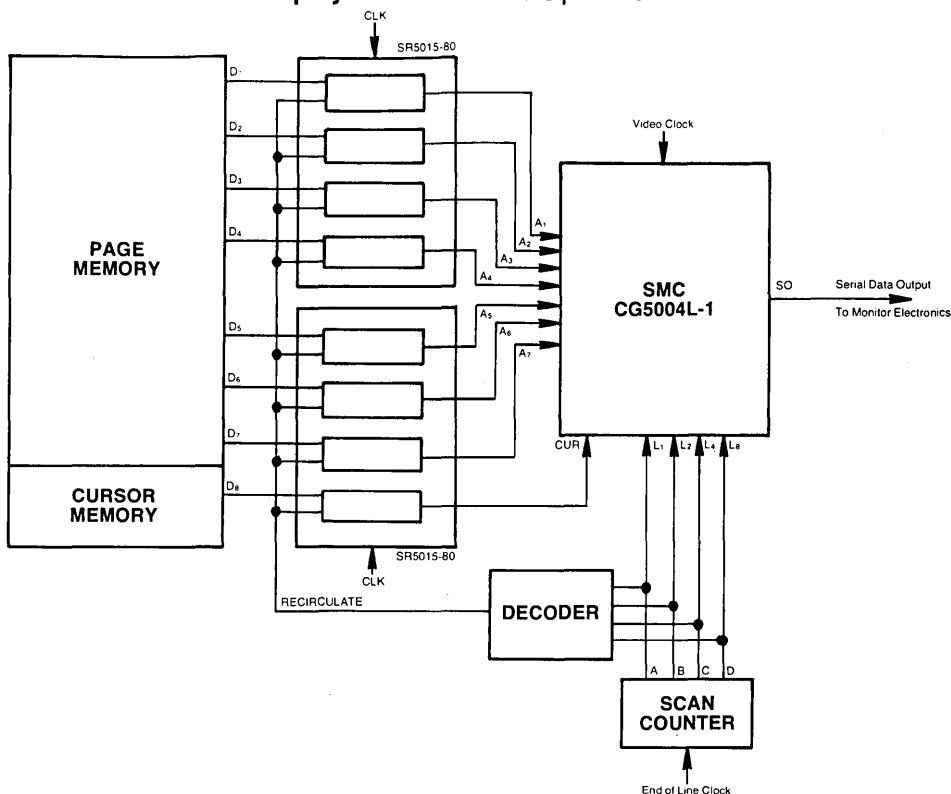 CLK
SR5015-80
D1
D2
D3
D4
PAGE
MEMORY
D5
D6
D7
D8
CURSOR
MEMORY
A1
A2
A3
A4
A5
A6
A7
Video Clock
SMC
CG5004L-1
SO
Serial Data Output
To Monitor Electronics
CUR
L1
L2
L4
L8
SR5015-80
CLK
RECIRCULATE
DECODER
A B C D
SCAN
COUNTER
End of Line Clock